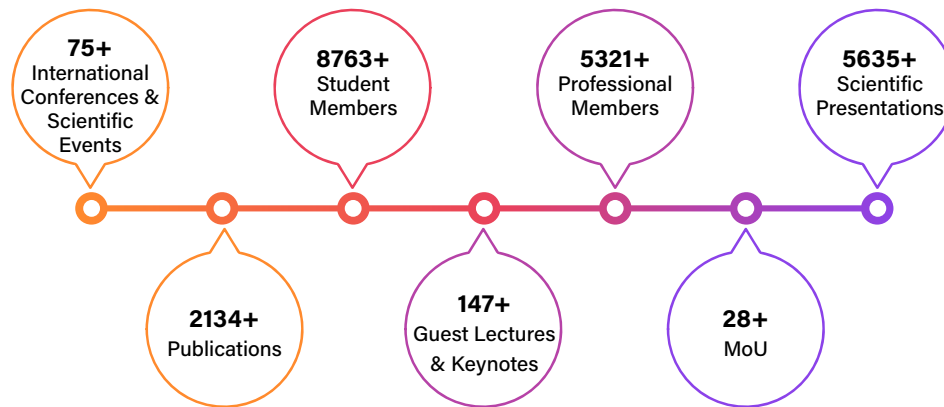 75+
International
Conferences &
Scientific
Events
8763+
Student
Members
5321+
Professional
Members
5635+
Scientific
Presentations
2134+
Publications
147+
Guest Lectures
& Keynotes
28+
MoU